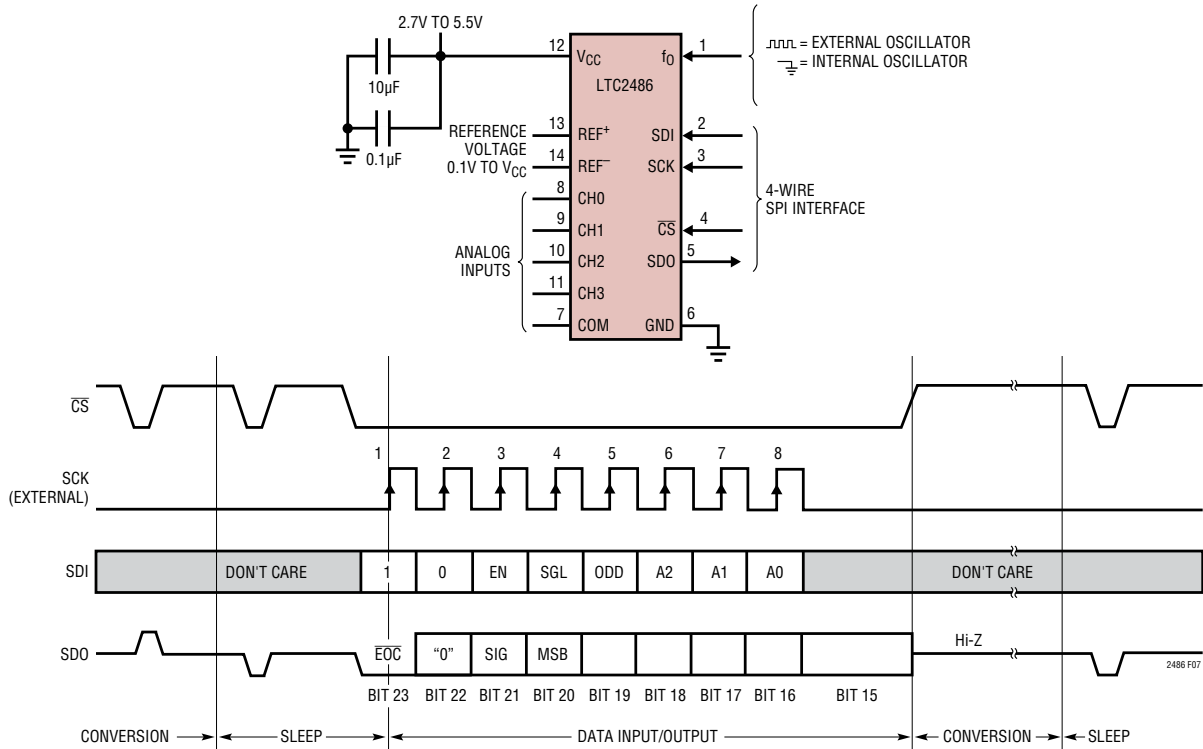 2.7V TO 5.5V
12
VCC
10µF
0.1µF
fO
1
= EXTERNAL OSCILLATOR
= INTERNAL OSCILLATOR
LTC2486
REFERENCE
VOLTAGE
0.1V TO VCC
13
REF+
14
REF–
SDI
2
SCK
3
4-WIRE
SPI INTERFACE
ANALOG
INPUTS
8
CH0
9
CH1
10
CH2
11
CH3
7
COM
CS
4
SDO
5
GND
6
CS
SCK
(EXTERNAL)
1 2 3 4 5 6 7 8
SDI
DON'T CARE 1 0 EN SGL ODD A2 A1 A0 DON'T CARE
SDO
EOC "0" SIG MSB Hi-Z
BIT 23 BIT 22 BIT 21 BIT 20 BIT 19 BIT 18 BIT 17 BIT 16 BIT 15
2486 F07
CONVERSION SLEEP DATA INPUT/OUTPUT CONVERSION SLEEP